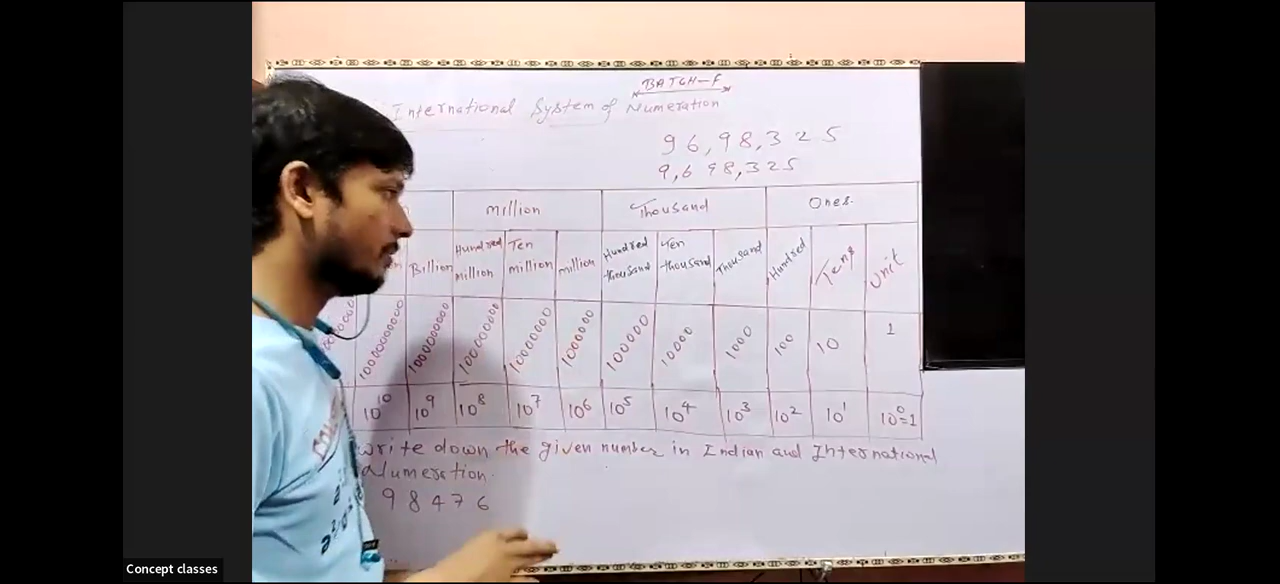 BATCH-F
International System of Numeration
96,98,325
9,698,325
million Thousand Ones.
Billion Hundred million Ten million million Hundred thousand Ten thousand Thousand Hundred Tens Unit
10000000000 1000000000 100000000 10000000 1000000 100000 10000 1000 100 10 1
10^10 10^9 10^8 10^7 10^6 10^5 10^4 10^3 10^2 10^1 10^0=1
write down the given number in Indian and International
Numeration.
98476
Concept classes